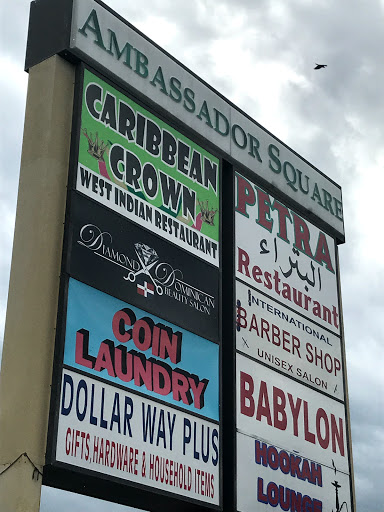 AMBASSADOR SQUARE
CARIBBEAN
CROWN
WEST INDIAN RESTAURANT
DIAMOND DOMINICAN
BEAUTY SALON
COIN
LAUNDRY
DOLLAR WAY PLUS
GIFTS, HARDWARE & HOUSEHOLD ITEMS
PETRA
البتراء
Restaurant
INTERNATIONAL
BARBER SHOP
UNISEX SALON
BABYLON
HOOKAH
LOUNGE